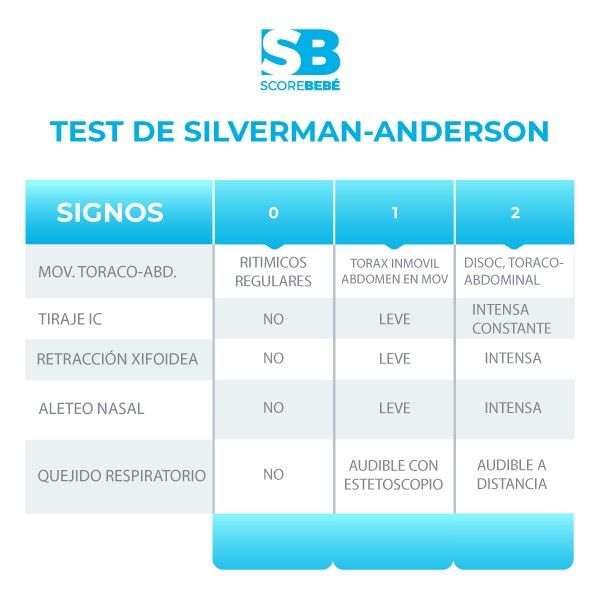 SB
SCOREBEBÉ
TEST DE SILVERMAN-ANDERSON
SIGNOS 0 1 2
MOV. TORACO-ABD.
RITIMICOS
REGULARES
TORAX INMOVIL
ABDOMEN EN MOV
DISOC, TORACO-
ABDOMINAL
TIRAJE IC NO LEVE
INTENSA
CONSTANTE
RETRACCIÓN XIFOIDEA NO LEVE INTENSA
ALETEO NASAL NO LEVE INTENSA
QUEJIDO RESPIRATORIO NO
AUDIBLE CON
ESTETOSCOPIO
AUDIBLE A
DISTANCIA